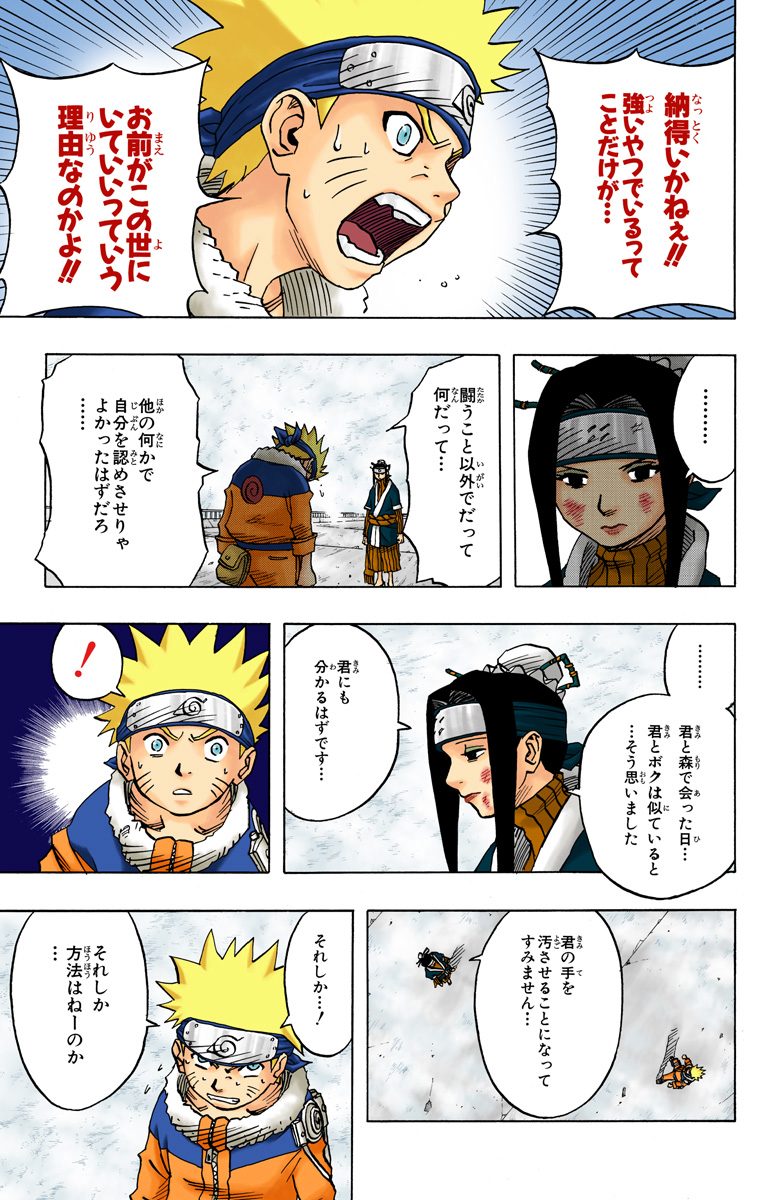 納得いかねぇ!!
強いやつでいるって
ことだけが…
お前がこの世に
いていいっていう
理由なのかよ!!
………
闘うこと以外でだって
何だって…
他の何かで
自分を認めさせりゃ
よかったはずだろ
……
………
君と森で会った日…
君とボクは似ていると
…そう思いました
君にも
分かるはずです…
!
君の手を
汚させることになって
すみません…
それしか…!
それしか
方法はねーのか
…